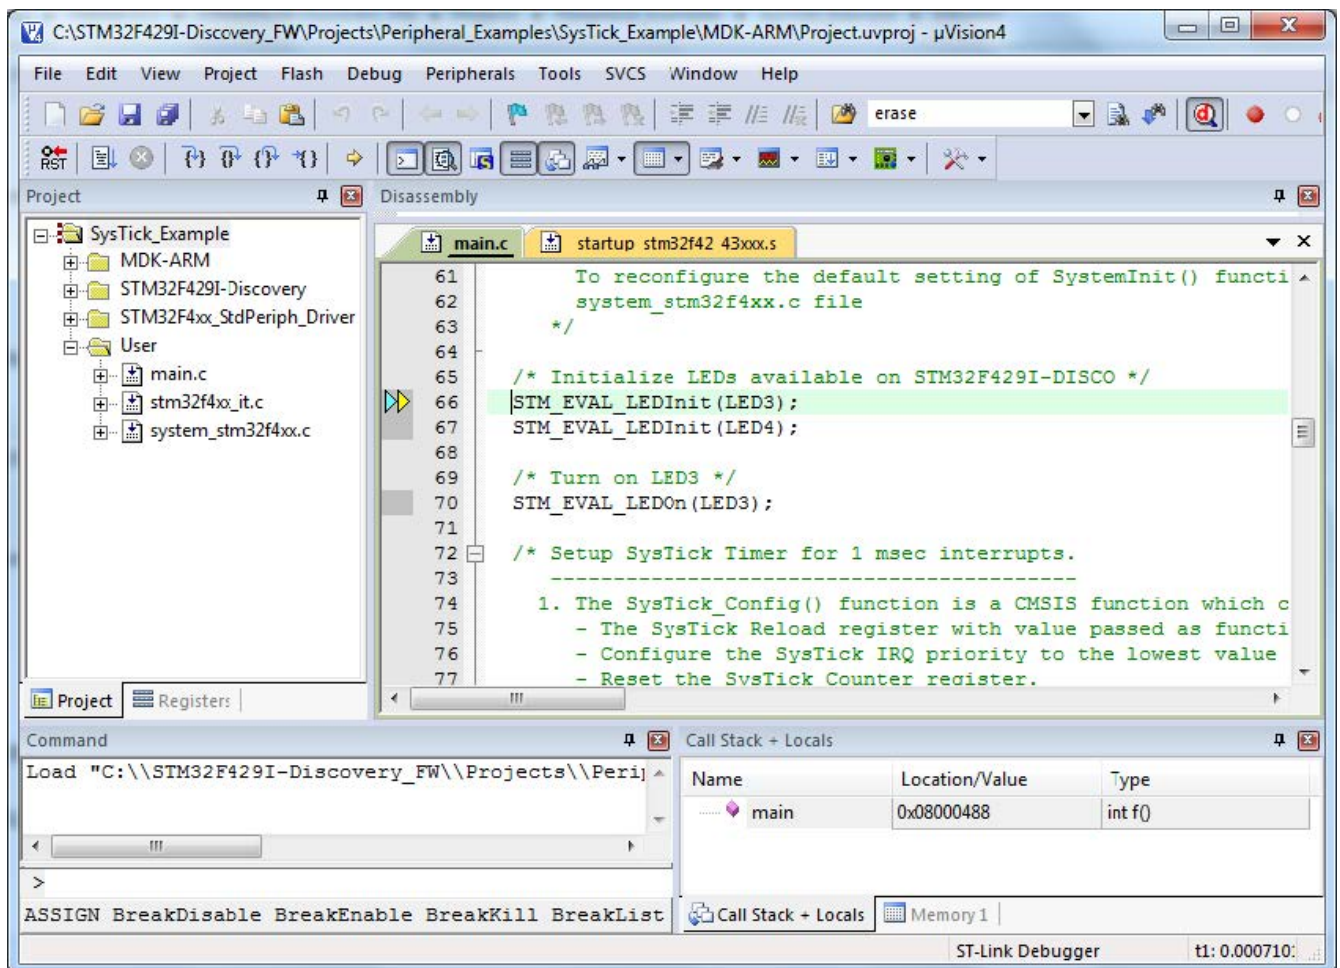 C:\STM32F429I-Discovery_FW\Projects\Peripheral_Examples\SysTick_Example\MDK-ARM\Project.uvproj - µVision4
File Edit View Project Flash Debug Peripherals Tools SVCS Window Help
erase
RST
Project
Disassembly
SysTick_Example
MDK-ARM
STM32F429I-Discovery
STM32F4xx_StdPeriph_Driver
User
main.c
stm32f4xx_it.c
system_stm32f4xx.c
Project Registers
main.c startup_stm32f42_43xxx.s
61 To reconfigure the default setting of SystemInit() functi
62 system_stm32f4xx.c file
63 */
64
65 /* Initialize LEDs available on STM32F429I-DISCO */
66 STM_EVAL_LEDInit(LED3);
67 STM_EVAL_LEDInit(LED4);
68
69 /* Turn on LED3 */
70 STM_EVAL_LEDOn(LED3);
71
72 /* Setup SysTick Timer for 1 msec interrupts.
73 ------------------------------------------
74 1. The SysTick_Config() function is a CMSIS function which c
75 - The SysTick Reload register with value passed as functi
76 - Configure the SysTick IRQ priority to the lowest value
77 - Reset the SysTick Counter register.
Command
Load "C:\\STM32F429I-Discovery_FW\\Projects\\Perip
>
ASSIGN BreakDisable BreakEnable BreakKill BreakList
Call Stack + Locals
Name Location/Value Type
main 0x08000488 int f()
Call Stack + Locals Memory 1
ST-Link Debugger t1: 0.000710